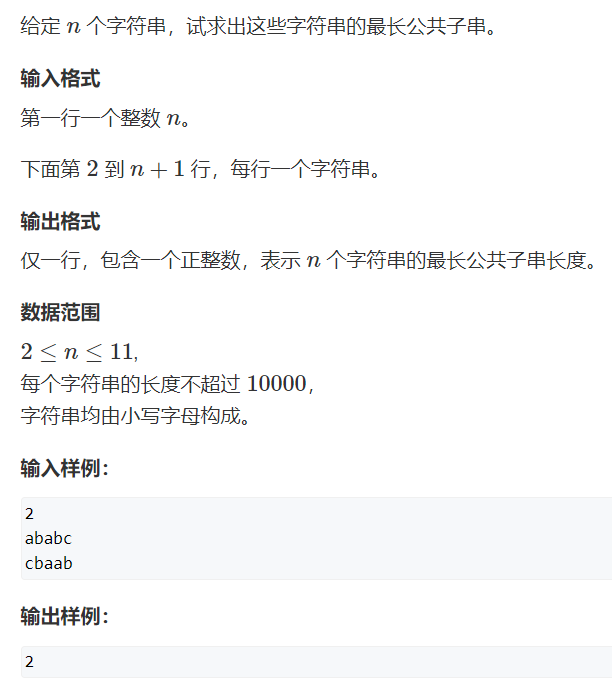 给定 n 个字符串，试求出这些字符串的最长公共子串。
输入格式
第一行一个整数 n。
下面第 2 到 n + 1 行，每行一个字符串。
输出格式
仅一行，包含一个正整数，表示 n 个字符串的最长公共子串长度。
数据范围
2 ≤ n ≤ 11,
每个字符串的长度不超过 10000，
字符串均由小写字母构成。
输入样例：
2
ababc
cbaab
输出样例：
2